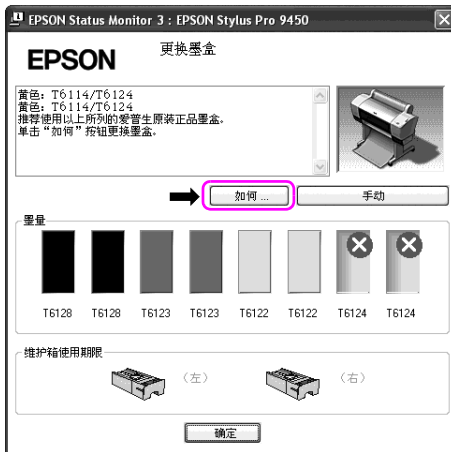 EPSON Status Monitor 3 : EPSON Stylus Pro 9450
EPSON
更换墨盒
黄色: T6114/T6124
黄色: T6114/T6124
推荐使用以上所列的爱普生原装正品墨盒.
单击“如何”按钮更换墨盒.
如何 ...
手动
墨量
T6128 T6128 T6123 T6123 T6122 T6122 T6124 T6124
维护箱使用期限
(左) (右)
确定